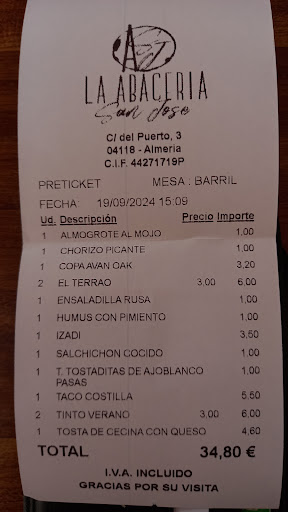 LA ABACERIA
San Jose
C/ del Puerto, 3
04118 - Almeria
C.I.F. 44271719P
PRETICKET MESA : BARRIL
FECHA: 19/09/2024 15:09
Ud. Descripción Precio Importe
1 ALMOGROTE AL MOJO 1,00
1 CHORIZO PICANTE 1,00
1 COPA AVAN OAK 3,20
2 EL TERRAO 3,00 6,00
1 ENSALADILLA RUSA 1,00
1 HUMUS CON PIMIENTO 1,00
1 IZADI 3,50
1 SALCHICHON COCIDO 1,00
1 T. TOSTADITAS DE AJOBLANCO 1,00
PASAS
1 TACO COSTILLA 5,50
2 TINTO VERANO 3,00 6,00
1 TOSTA DE CECINA CON QUESO 4,60
TOTAL 34,80 €
I.V.A. INCLUIDO
GRACIAS POR SU VISITA